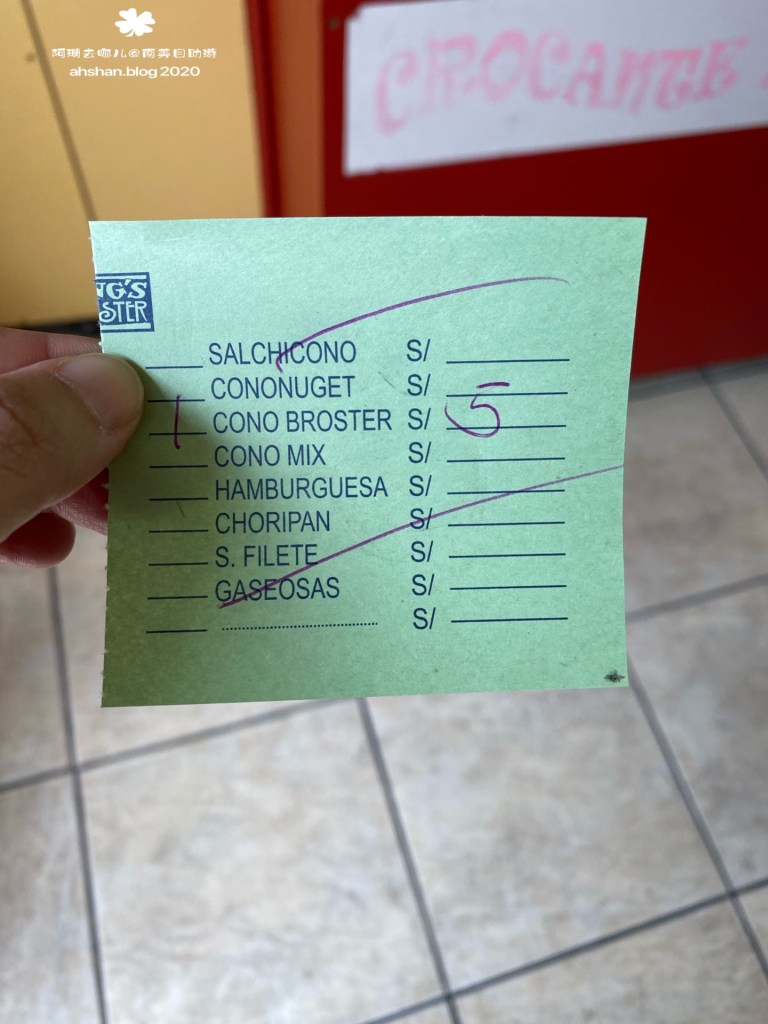 阿珊去哪儿@南美自助游
ahshan.blog 2020
CROCANTE
NG'S
STER
SALCHICONO S/
CONONUGET S/
1 CONO BROSTER S/ 5
CONO MIX S/
HAMBURGUESA S/
CHORIPAN S/
S. FILETE S/
GASEOSAS S/
S/